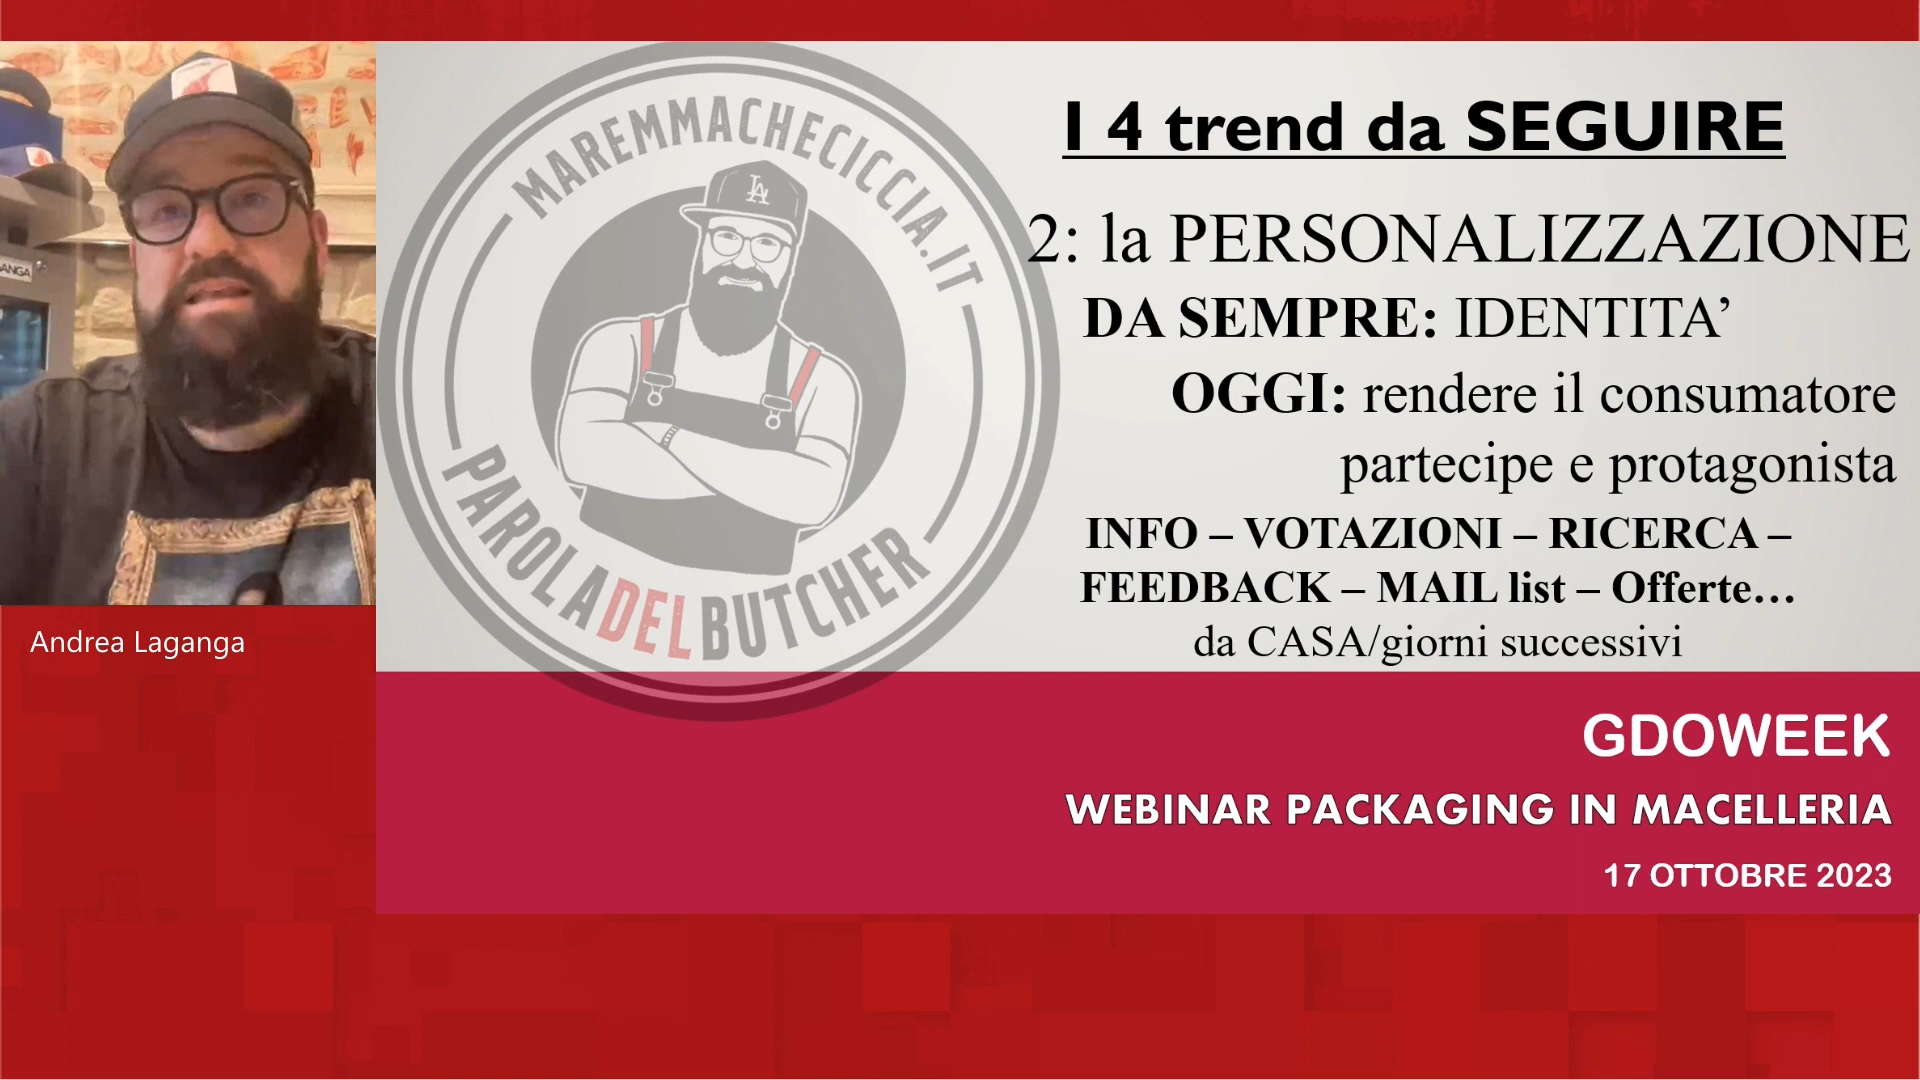 I 4 trend da SEGUIRE
MAREMMACHECICCIA.IT
LA
PAROLADELBUTCHER
2: la PERSONALIZZAZIONE
DA SEMPRE: IDENTITA’
OGGI: rendere il consumatore
partecipe e protagonista
INFO – VOTAZIONI – RICERCA –
FEEDBACK – MAIL list – Offerte…
da CASA/giorni successivi
Andrea Laganga
GDOWEEK
WEBINAR PACKAGING IN MACELLERIA
17 OTTOBRE 2023